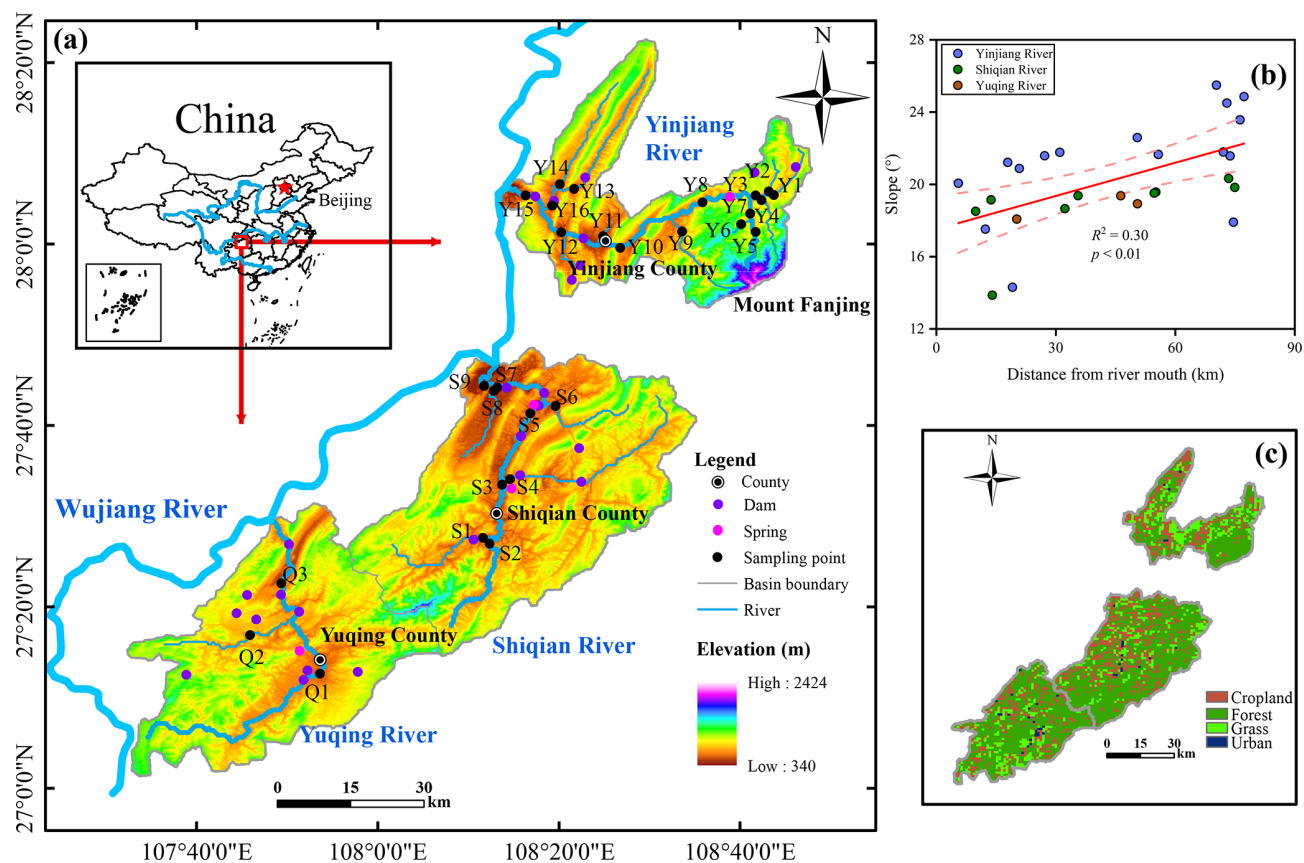 (a)
28°20'0"N
28°0'0"N
27°40'0"N
27°20'0"N
27°0'0"N
107°40'0"E
108°0'0"E
108°20'0"E
108°40'0"E
China
Beijing
N
Yinjiang
River
Y14
Y13
Y15
Y16
Y11
Y12
Y10
Y8
Y9
Y3
Y2
Y1
Y7
Y4
Y6
Y5
Yinjiang County
Mount Fanjing
S9
S7
S8
S6
S5
S3
S4
Shiqian County
S1
S2
Wujiang River
Q3
Yuqing County
Q2
Q1
Shiqian River
Yuqing River
Legend
County
Dam
Spring
Sampling point
Basin boundary
River
Elevation (m)
High : 2424
Low : 340
0 15 30
km
(b)
Yinjiang River
Shiqian River
Yuqing River
28
24
20
16
12
Slope (°)
R² = 0.30
p < 0.01
0 30 60 90
Distance from river mouth (km)
(c)
N
Cropland
Forest
Grass
Urban
0 15 30
km